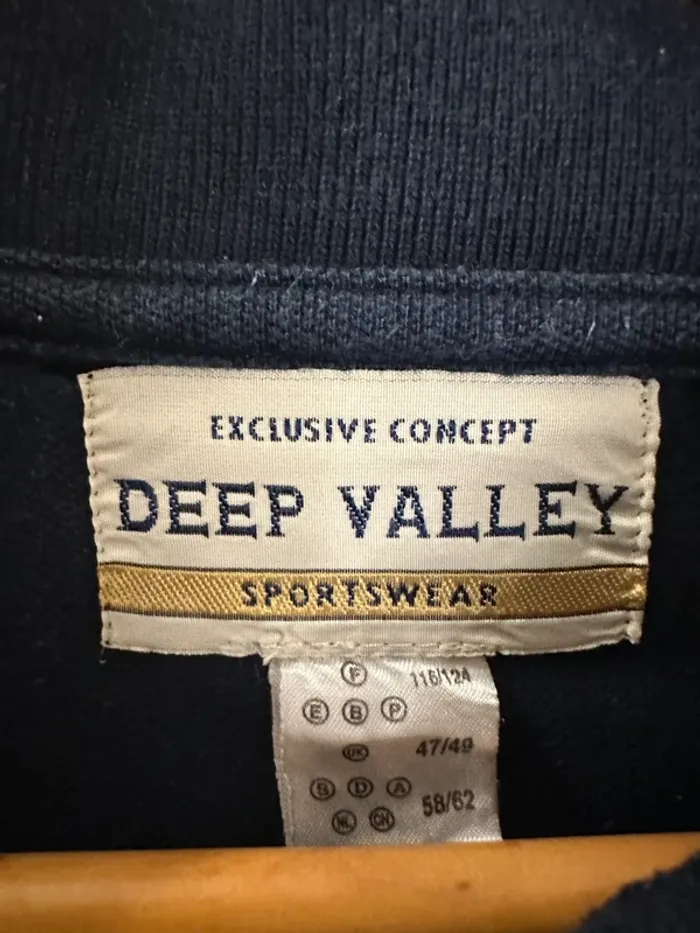 EXCLUSIVE CONCEPT
DEEP VALLEY
SPORTSWEAR
F 116/124
E B P
UK 47/49
S D A
NL CH 58/62